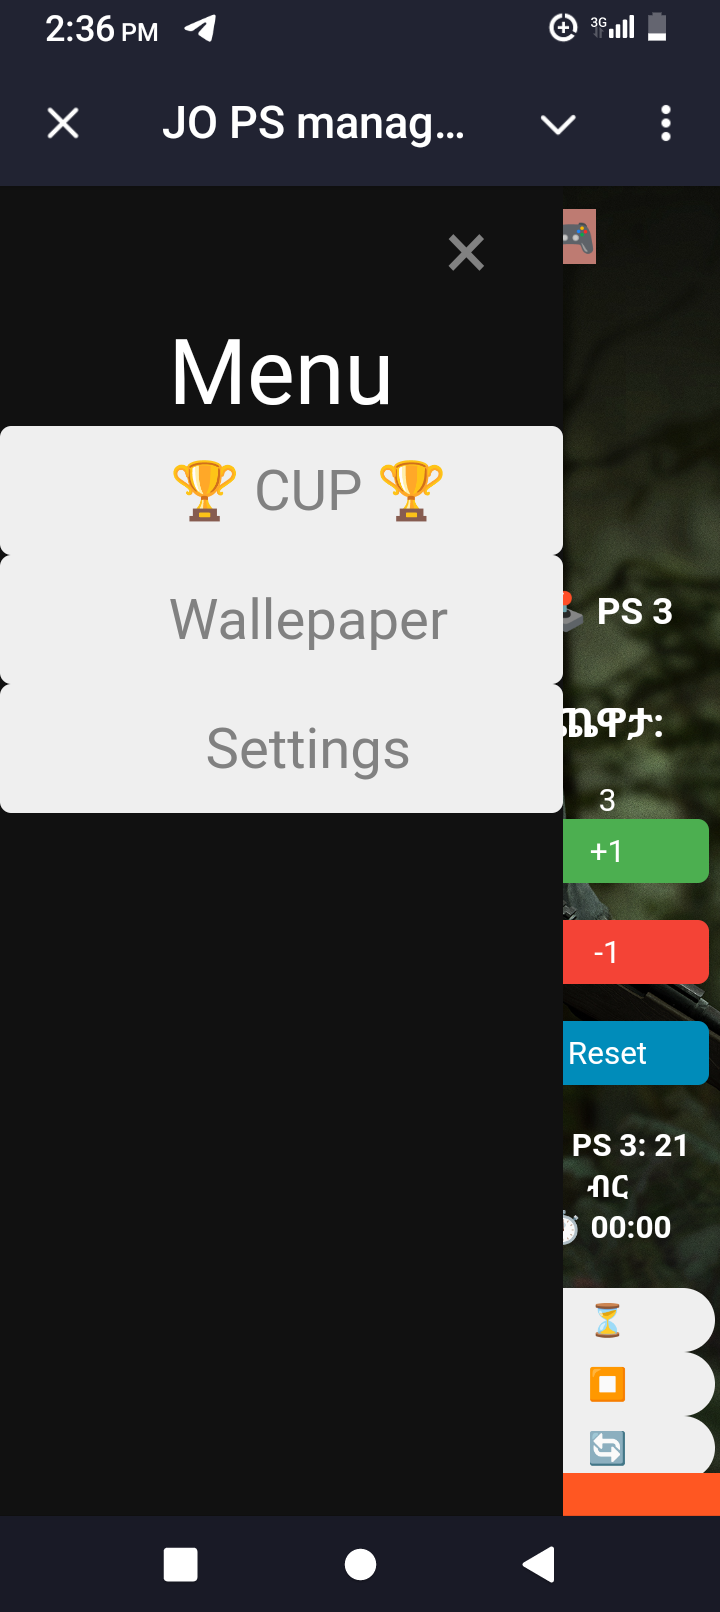 2:36 PM
3G
JO PS manag...
Menu
🏆 CUP 🏆
Wallepaper
Settings
PS 3
ጨዋታ:
3
+1
-1
Reset
PS 3: 21
ብር
00:00